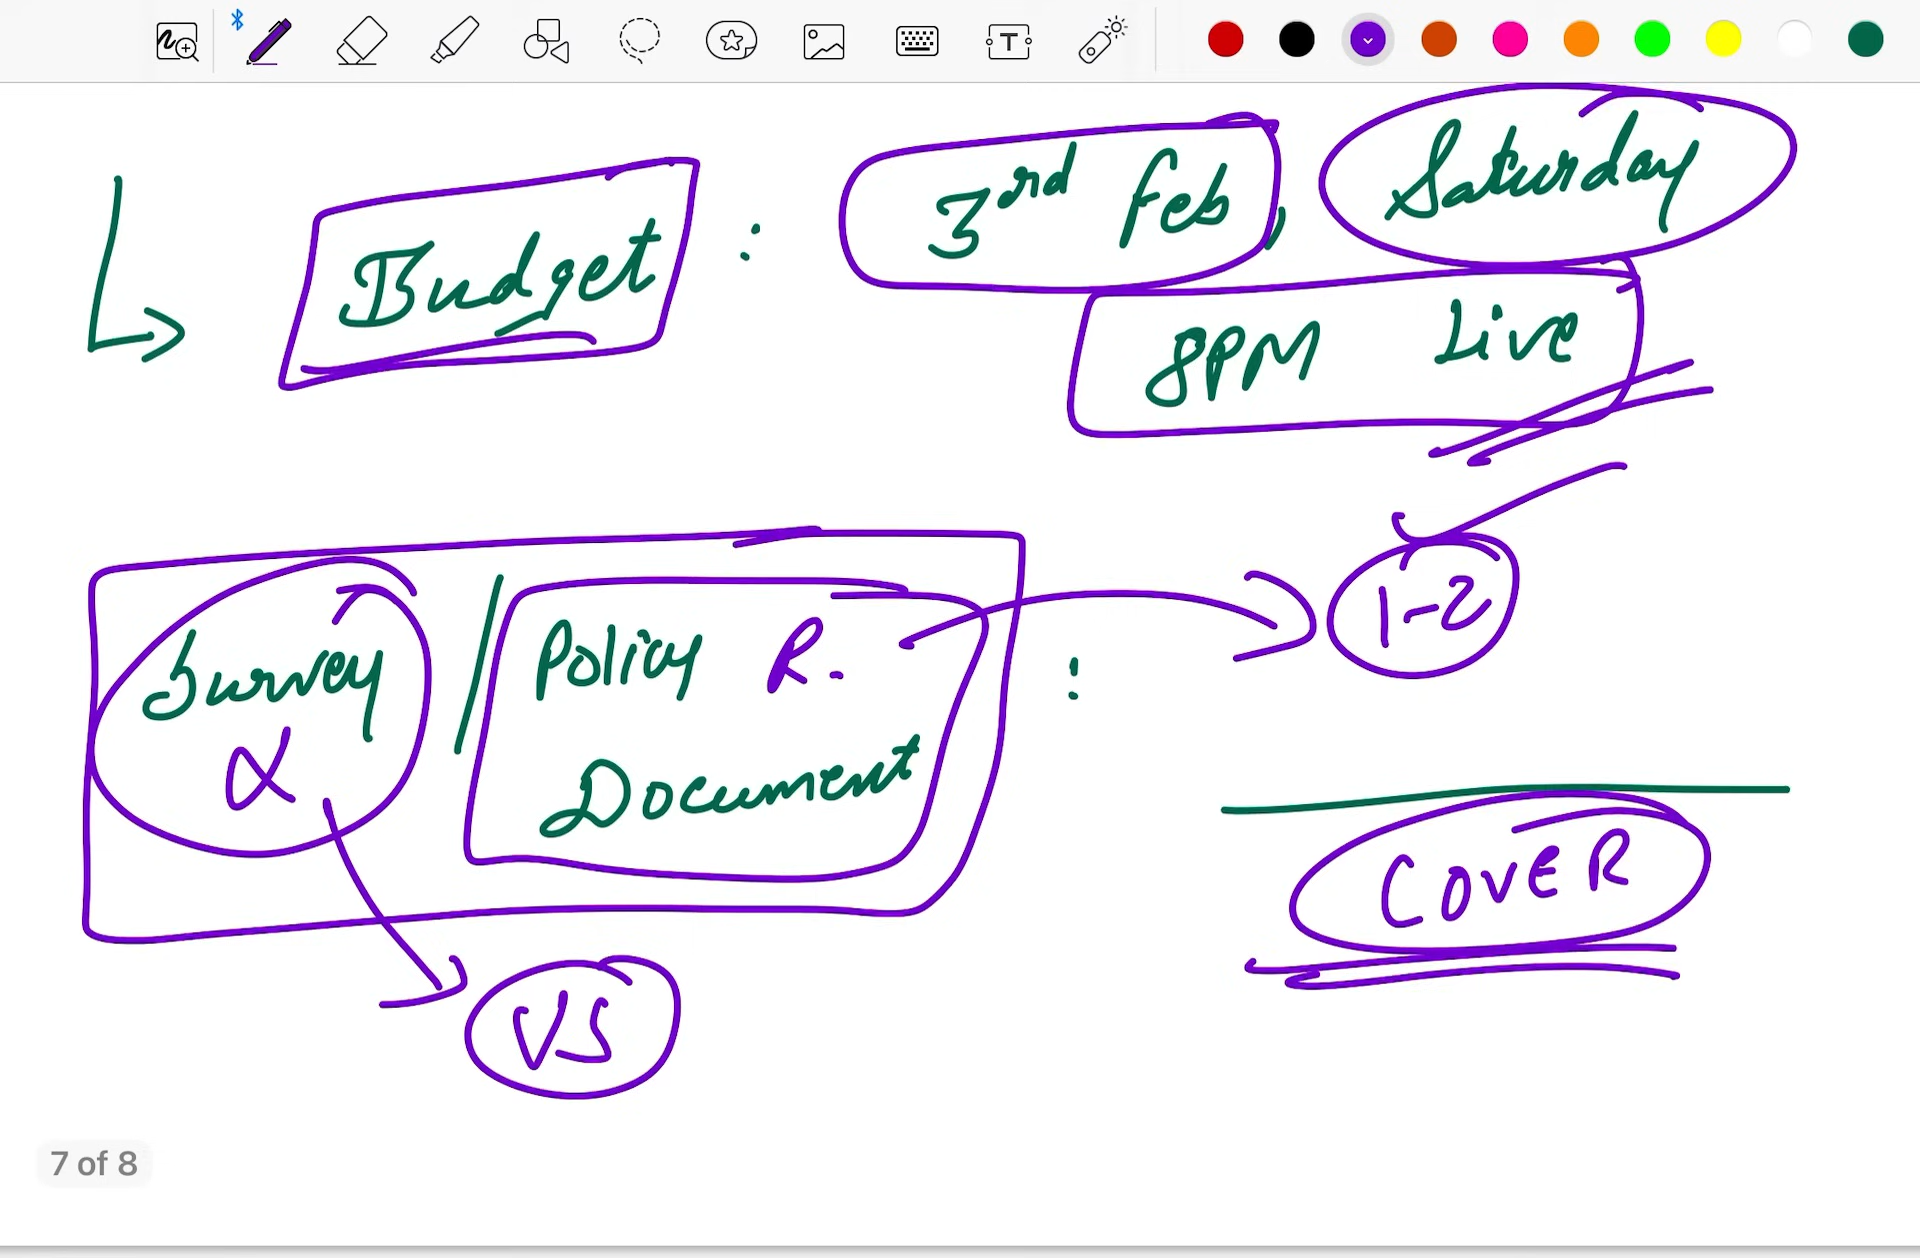 Budget : 3rd Feb, Saturday
8PM Live
Survey / Policy R. : 1-2
Document
COVER
VS
7 of 8